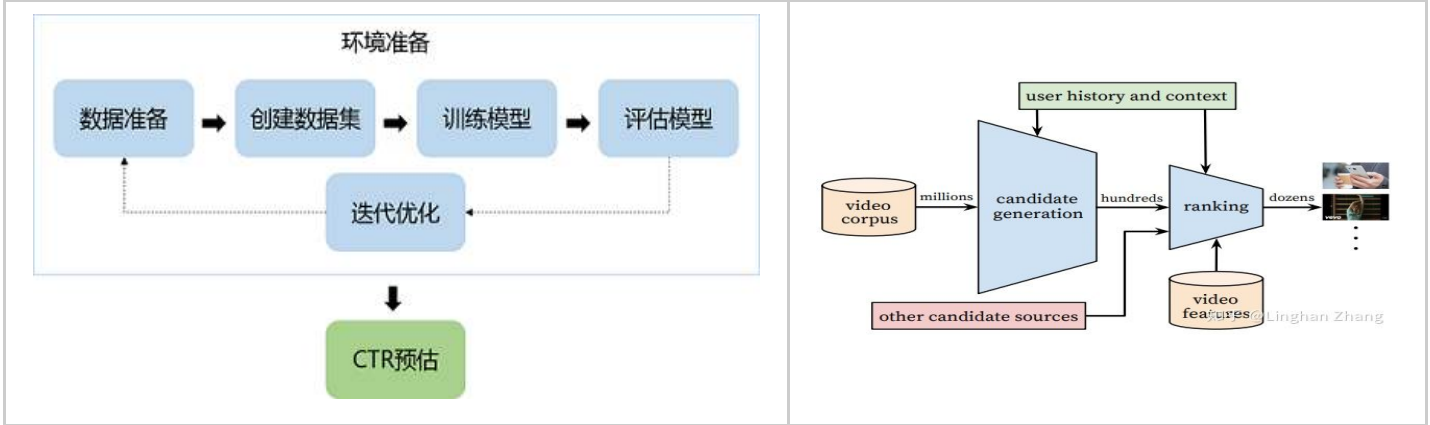 环境准备
数据准备
创建数据集
训练模型
评估模型
迭代优化
CTR预估
user history and context
video
corpus
millions
candidate
generation
hundreds
ranking
dozens
other candidate sources
video
features
知乎 @Linghan Zhang